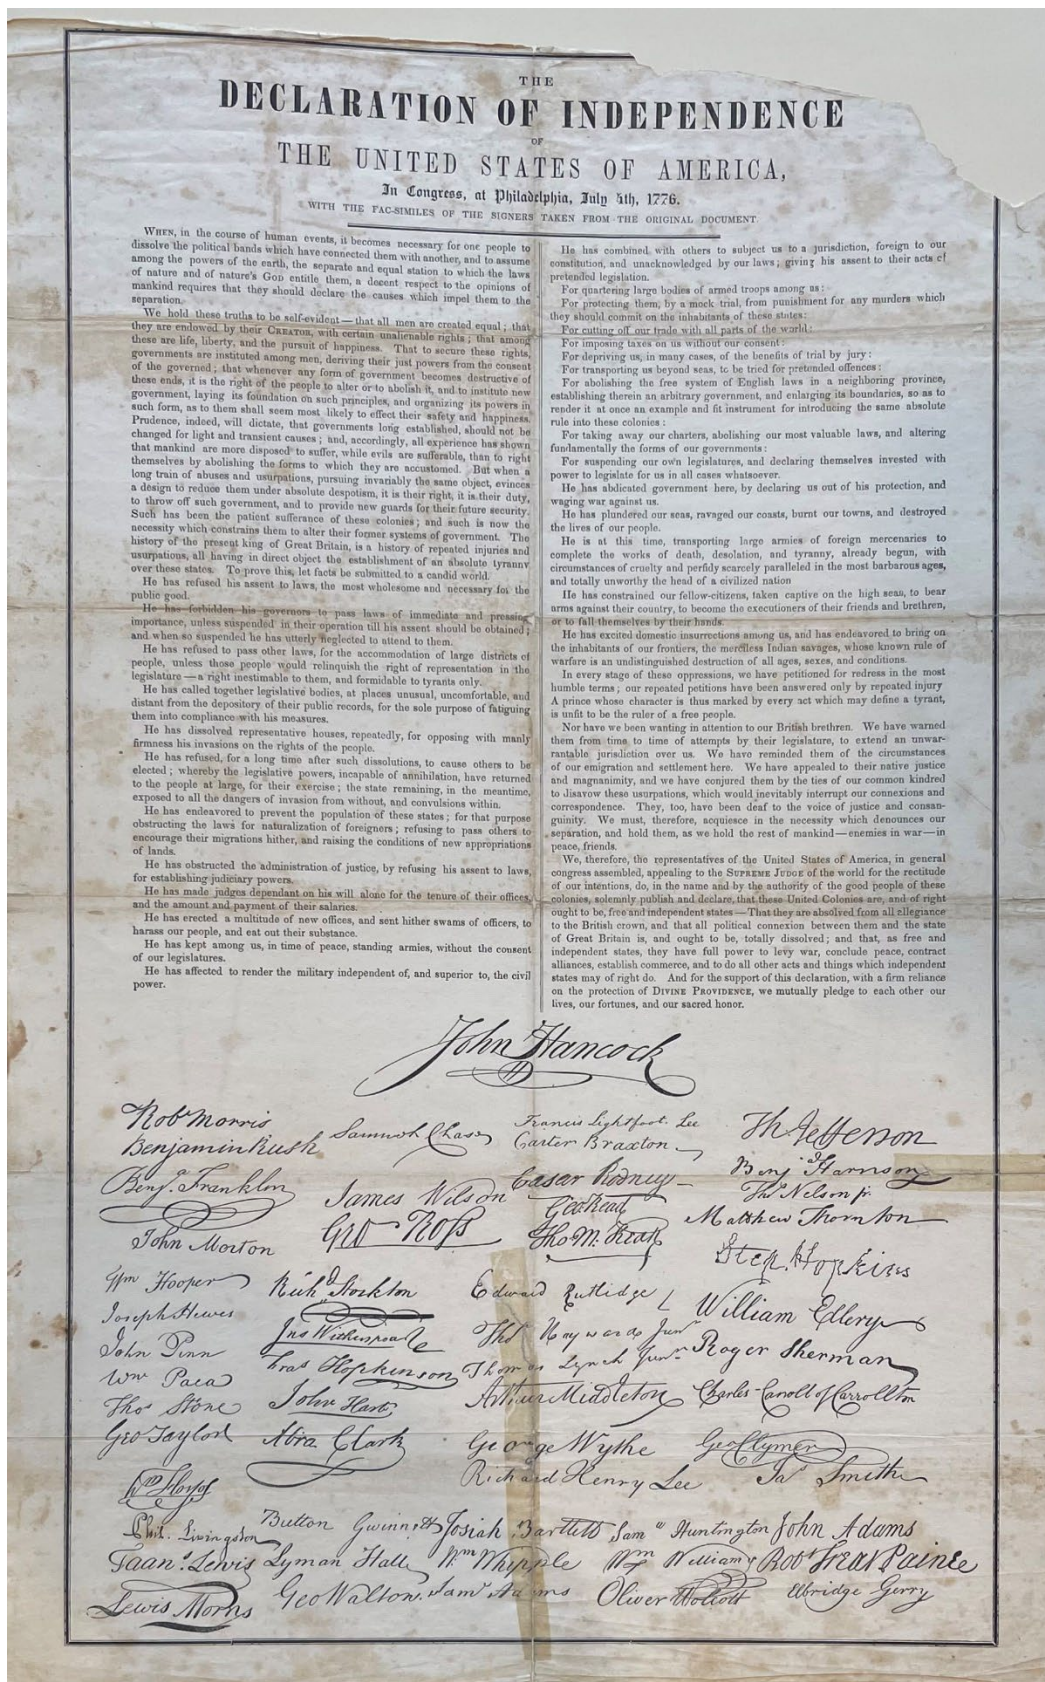 THE
DECLARATION OF INDEPENDENCE
OF
THE UNITED STATES OF AMERICA,
In Congress, at Philadelphia, July 4th, 1776.
WITH THE FAC-SIMILES OF THE SIGNERS TAKEN FROM THE ORIGINAL DOCUMENT
WHEN, in the course of human events, it becomes necessary for one people to
dissolve the political bands which have connected them with another, and to assume
among the powers of the earth, the separate and equal station to which the laws
of nature and of nature's GOD entitle them, a decent respect to the opinions of
mankind requires that they should declare the causes which impel them to the
separation.
We hold these truths to be self-evident — that all men are created equal; that
they are endowed by their CREATOR, with certain unalienable rights; that among
these are life, liberty, and the pursuit of happiness. That to secure these rights,
governments are instituted among men, deriving their just powers from the consent
of the governed; that whenever any form of government becomes destructive of
these ends, it is the right of the people to alter or to abolish it, and to institute new
government, laying its foundation on such principles, and organizing its powers in
such form, as to them shall seem most likely to effect their safety and happiness.
Prudence, indeed, will dictate, that governments long established, should not be
changed for light and transient causes; and, accordingly, all experience has shown
that mankind are more disposed to suffer, while evils are sufferable, than to right
themselves by abolishing the forms to which they are accustomed. But when a
long train of abuses and usurpations, pursuing invariably the same object, evinces
a design to reduce them under absolute despotism, it is their right, it is their duty,
to throw off such government, and to provide new guards for their future security.
Such has been the patient sufferance of these colonies; and such is now the
necessity which constrains them to alter their former systems of government. The
history of the present king of Great Britain, is a history of repeated injuries and
usurpations, all having in direct object the establishment of an absolute tyranny
over these states. To prove this, let facts be submitted to a candid world.
He has refused his assent to laws, the most wholesome and necessary for the
public good.
He has forbidden his governors to pass laws of immediate and pressing
importance, unless suspended in their operation till his assent should be obtained;
and when so suspended he has utterly neglected to attend to them.
He has refused to pass other laws, for the accommodation of large districts of
people, unless those people would relinquish the right of representation in the
legislature — a right inestimable to them, and formidable to tyrants only.
He has called together legislative bodies, at places unusual, uncomfortable, and
distant from the depository of their public records, for the sole purpose of fatiguing
them into compliance with his measures.
He has dissolved representative houses, repeatedly, for opposing with manly
firmness his invasions on the rights of the people.
He has refused, for a long time after such dissolutions, to cause others to be
elected; whereby the legislative powers, incapable of annihilation, have returned
to the people at large, for their exercise; the state remaining, in the meantime,
exposed to all the dangers of invasion from without, and convulsions within.
He has endeavored to prevent the population of these states; for that purpose
obstructing the laws for naturalization of foreigners; refusing to pass others to
encourage their migrations hither, and raising the conditions of new appropriations
of lands.
He has obstructed the administration of justice, by refusing his assent to laws,
for establishing judiciary powers.
He has made judges dependant on his will alone for the tenure of their offices,
and the amount and payment of their salaries.
He has erected a multitude of new offices, and sent hither swams of officers, to
harass our people, and eat out their substance.
He has kept among us, in time of peace, standing armies, without the consent
of our legislatures.
He has affected to render the military independent of, and superior to, the civil
power.
He has combined with others to subject us to a jurisdiction, foreign to our
constitution, and unacknowledged by our laws; giving his assent to their acts of
pretended legislation.
For quartering large bodies of armed troops among us:
For protecting them, by a mock trial, from punishment for any murders which
they should commit on the inhabitants of these states:
For cutting off our trade with all parts of the world:
For imposing taxes on us without our consent:
For depriving us, in many cases, of the benefits of trial by jury:
For transporting us beyond seas, to be tried for pretended offences:
For abolishing the free system of English laws in a neighboring province,
establishing therein an arbitrary government, and enlarging its boundaries, so as to
render it at once an example and fit instrument for introducing the same absolute
rule into these colonies:
For taking away our charters, abolishing our most valuable laws, and altering
fundamentally the forms of our governments:
For suspending our own legislatures, and declaring themselves invested with
power to legislate for us in all cases whatsoever.
He has abdicated government here, by declaring us out of his protection, and
waging war against us.
He has plundered our seas, ravaged our coasts, burnt our towns, and destroyed
the lives of our people.
He is at this time, transporting large armies of foreign mercenaries to
complete the works of death, desolation, and tyranny, already begun, with
circumstances of cruelty and perfidy scarcely paralleled in the most barbarous ages,
and totally unworthy the head of a civilized nation
He has constrained our fellow-citizens, taken captive on the high seas, to bear
arms against their country, to become the executioners of their friends and brethren,
or to fall themselves by their hands.
He has excited domestic insurrections among us, and has endeavored to bring on
the inhabitants of our frontiers, the merciless Indian savages, whose known rule of
warfare is an undistinguished destruction of all ages, sexes, and conditions.
In every stage of these oppressions, we have petitioned for redress in the most
humble terms; our repeated petitions have been answered only by repeated injury
A prince whose character is thus marked by every act which may define a tyrant,
is unfit to be the ruler of a free people.
Nor have we been wanting in attention to our British brethren. We have warned
them from time to time of attempts by their legislature, to extend an unwar-
rantable jurisdiction over us. We have reminded them of the circumstances
of our emigration and settlement here. We have appealed to their native justice
and magnanimity, and we have conjured them by the ties of our common kindred
to disavow these usurpations, which would inevitably interrupt our connexions and
correspondence. They, too, have been deaf to the voice of justice and consan-
guinity. We must, therefore, acquiesce in the necessity which denounces our
separation, and hold them, as we hold the rest of mankind — enemies in war — in
peace, friends.
We, therefore, the representatives of the United States of America, in general
congress assembled, appealing to the SUPREME JUDGE of the world for the rectitude
of our intentions, do, in the name and by the authority of the good people of these
colonies, solemnly publish and declare, that these United Colonies are, and of right
ought to be, free and independent states — That they are absolved from all allegiance
to the British crown, and that all political connexion between them and the state
of Great Britain is, and ought to be, totally dissolved; and that, as free and
independent states, they have full power to levy war, conclude peace, contract
alliances, establish commerce, and to do all other acts and things which independent
states may of right do. And for the support of this declaration, with a firm reliance
on the protection of DIVINE PROVIDENCE, we mutually pledge to each other our
lives, our fortunes, and our sacred honor.
John Hancock
Robt Morris
Benjamin Rush
Benj. Franklin
John Morton
Samuel Chase
James Wilson
Geo Ross
Francis Lightfoot Lee
Carter Braxton
Cæsar Rodney
Geo Read
Tho M. Kean
Th Jefferson
Benj Harrison
Thos Nelson jr.
Matthew Thornton
Step. Hopkins
Wm Hooper
Joseph Hewes
John Penn
Wm Paca
Thos Stone
Geo Taylor
Richd Stockton
Jno Witherspoon
Fras Hopkinson
John Hart
Abra Clark
Edward Rutledge
Thos Heyward Junr
Thomas Lynch Junr
Arthur Middleton
George Wythe
Richard Henry Lee
William Ellery
Roger Sherman
Charles Carroll of Carrollton
Geo Clymer
Jas Smith
Wm Floyd
Phil. Livingston
Frans. Lewis
Lewis Morris
Button Gwinnett
Lyman Hall
Geo Walton
Josiah Bartlett
Wm Whipple
Saml Adams
Saml Huntington
Wm Williams
Oliver Wolcott
John Adams
Robt Treat Paine
Elbridge Gerry